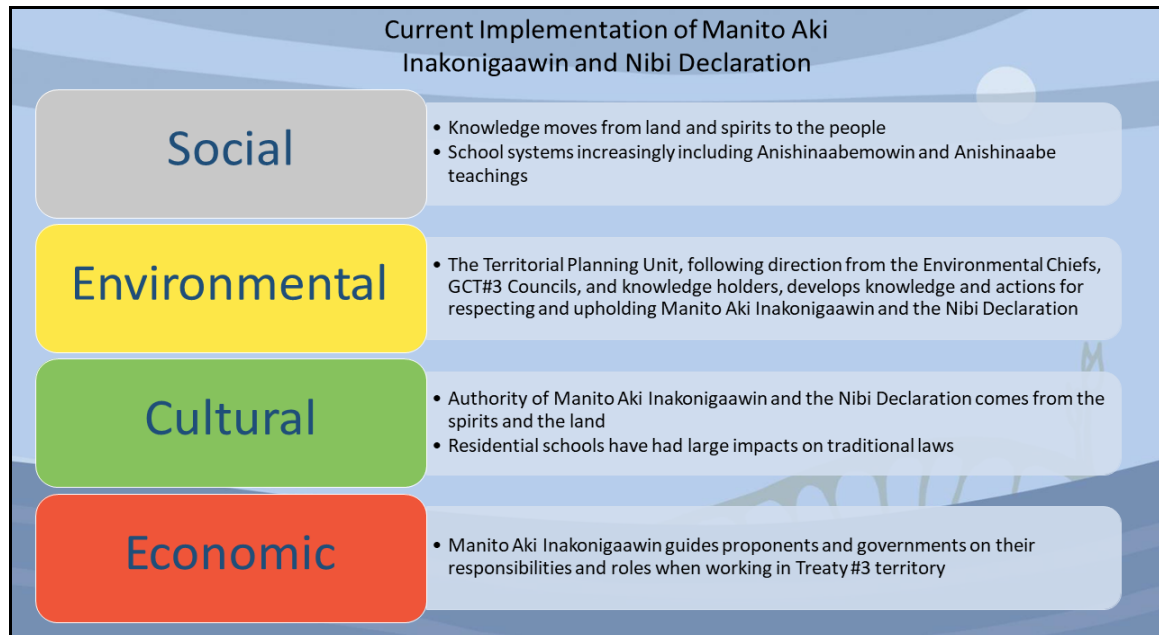 Current Implementation of Manito Aki
Inakonigaawin and Nibi Declaration
Social
• Knowledge moves from land and spirits to the people
• School systems increasingly including Anishinaabemowin and Anishinaabe
teachings
Environmental
• The Territorial Planning Unit, following direction from the Environmental Chiefs,
GCT#3 Councils, and knowledge holders, develops knowledge and actions for
respecting and upholding Manito Aki Inakonigaawin and the Nibi Declaration
Cultural
• Authority of Manito Aki Inakonigaawin and the Nibi Declaration comes from the
spirits and the land
• Residential schools have had large impacts on traditional laws
Economic
• Manito Aki Inakonigaawin guides proponents and governments on their
responsibilities and roles when working in Treaty #3 territory